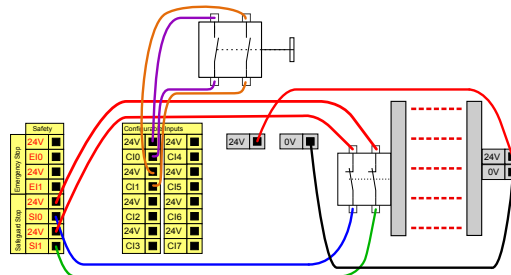 Safety
Emergency Stop
24V
EI0
24V
EI1
Safeguard Stop
24V
SI0
24V
SI1
Configurable Inputs
24V 24V
CI0 CI4
24V 24V
CI1 CI5
24V 24V
CI2 CI6
24V 24V
CI3 CI7
24V
0V
24V
0V